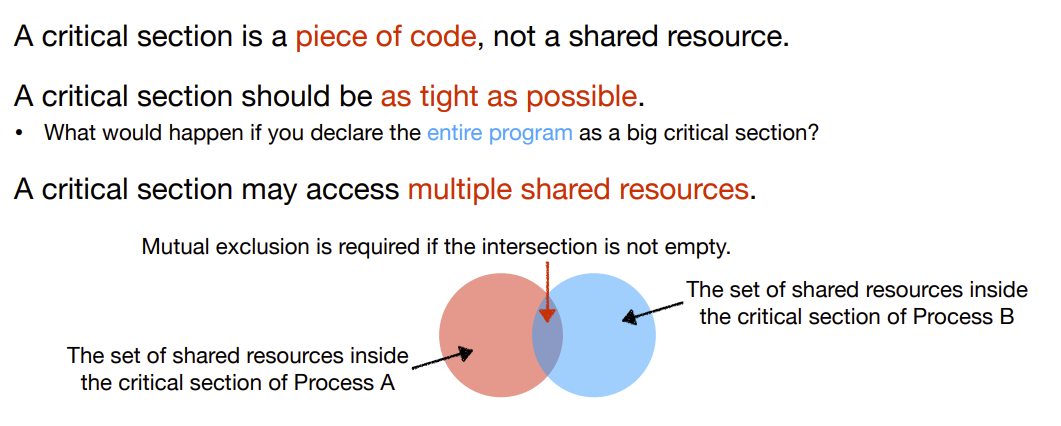 A critical section is a piece of code, not a shared resource.
A critical section should be as tight as possible.
• What would happen if you declare the entire program as a big critical section?
A critical section may access multiple shared resources.
Mutual exclusion is required if the intersection is not empty.
The set of shared resources inside
the critical section of Process B
The set of shared resources inside
the critical section of Process A